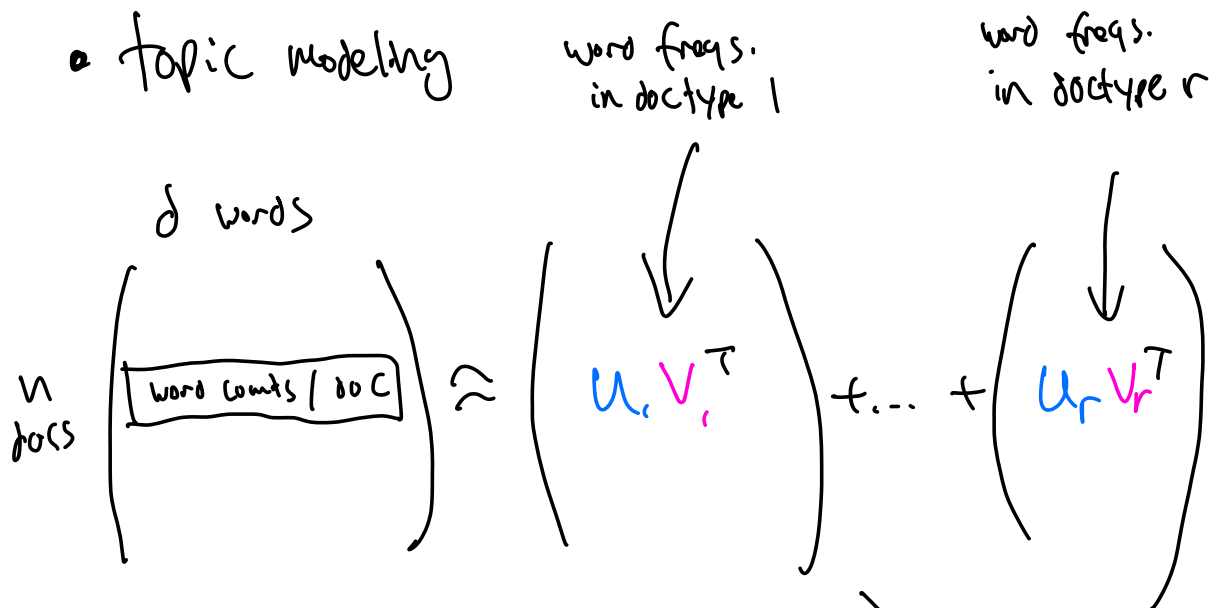 • topic modeling
word freqs.
in doctype 1
word freqs.
in doctype r
d words
n
docs
word counts / doc
≈ u₁ v₁ᵀ + ... + uᵣ vᵣᵀ